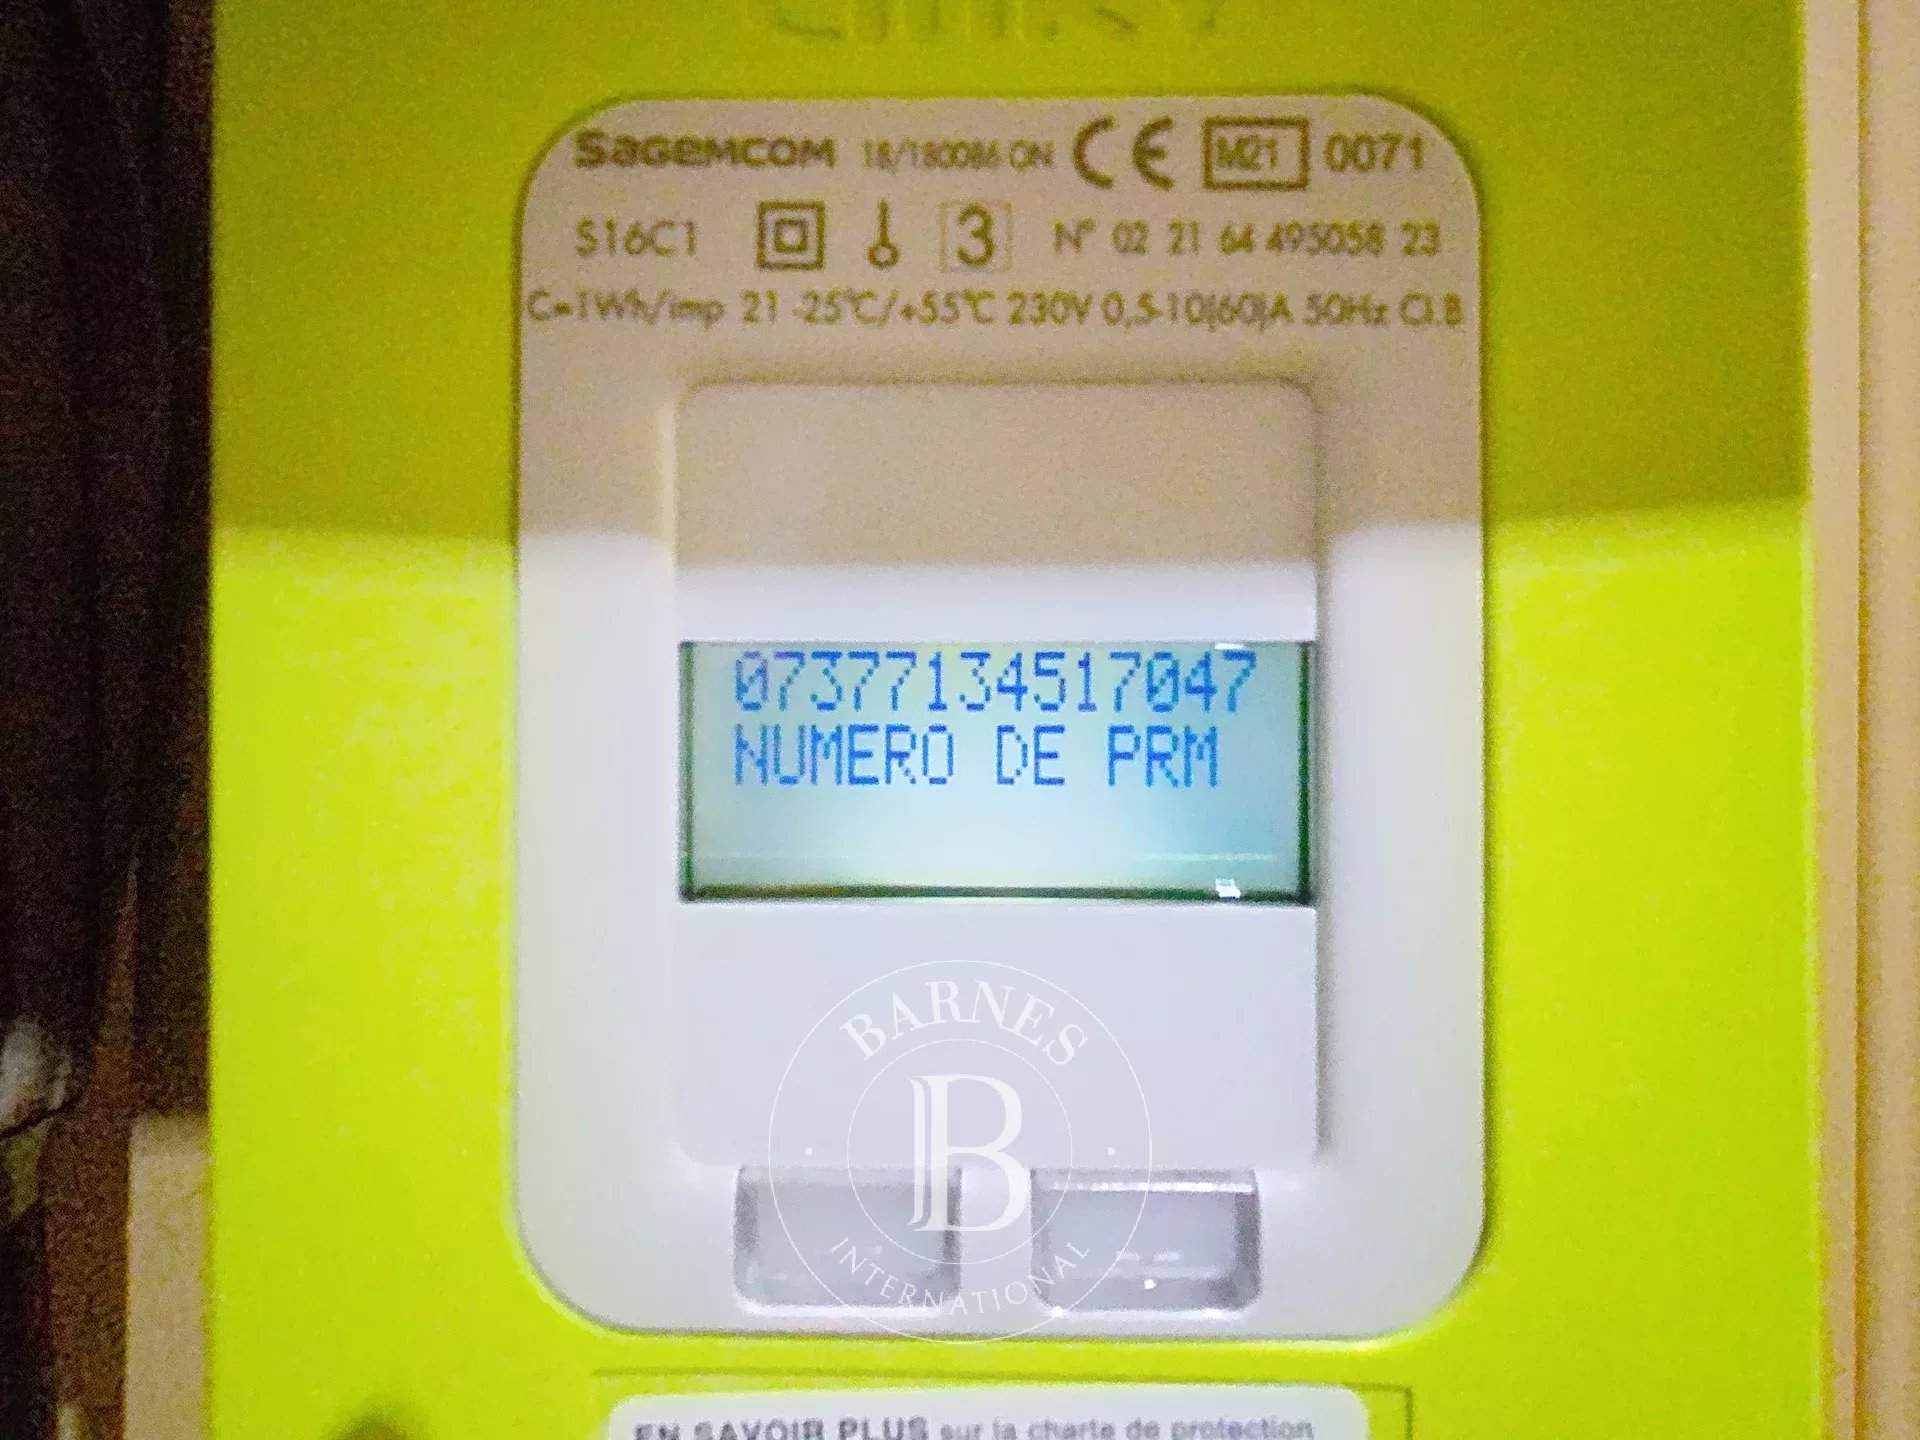 SAGEMCOM 18/180086 ON CE M21 0071
S16C1 3 N° 02 21 64 495058 23
C=1Wh/imp 21 -25°C/+55°C 230V 0,5-10(60)A 50Hz Cl.B
07377134517047
NUMERO DE PRM
BARNES
B
INTERNATIONAL
EN SAVOIR PLUS sur la charte de protection